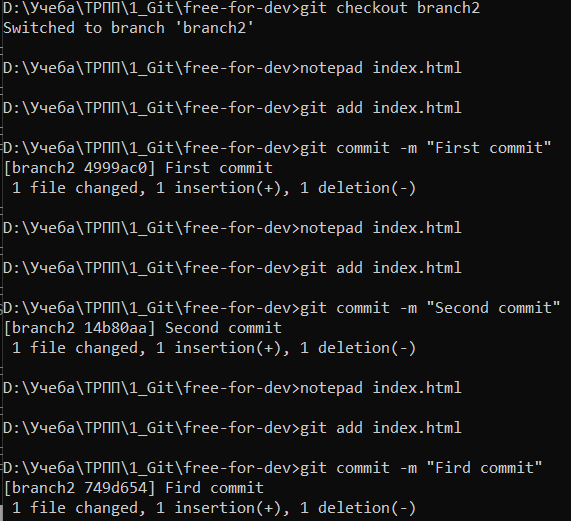 D:\Учеба\ТРПП\1_Git\free-for-dev>git checkout branch2
Switched to branch 'branch2'
D:\Учеба\ТРПП\1_Git\free-for-dev>notepad index.html
D:\Учеба\ТРПП\1_Git\free-for-dev>git add index.html
D:\Учеба\ТРПП\1_Git\free-for-dev>git commit -m "First commit"
[branch2 4999ac0] First commit
 1 file changed, 1 insertion(+), 1 deletion(-)
D:\Учеба\ТРПП\1_Git\free-for-dev>notepad index.html
D:\Учеба\ТРПП\1_Git\free-for-dev>git add index.html
D:\Учеба\ТРПП\1_Git\free-for-dev>git commit -m "Second commit"
[branch2 14b80aa] Second commit
 1 file changed, 1 insertion(+), 1 deletion(-)
D:\Учеба\ТРПП\1_Git\free-for-dev>notepad index.html
D:\Учеба\ТРПП\1_Git\free-for-dev>git add index.html
D:\Учеба\ТРПП\1_Git\free-for-dev>git commit -m "Fird commit"
[branch2 749d654] Fird commit
 1 file changed, 1 insertion(+), 1 deletion(-)